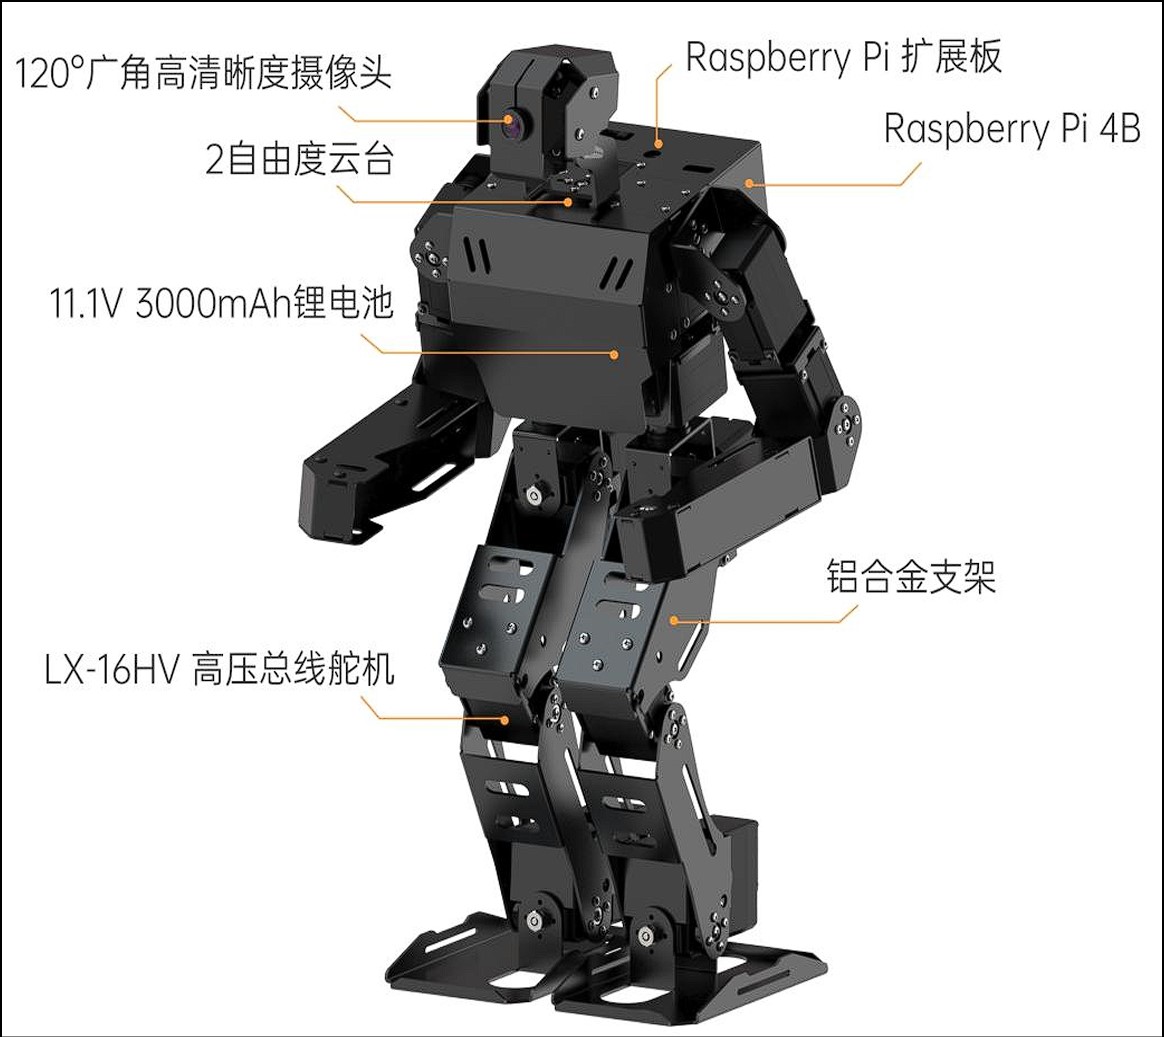 Raspberry Pi 扩展板
120°广角高清晰度摄像头
Raspberry Pi 4B
2自由度云台
11.1V 3000mAh锂电池
铝合金支架
LX-16HV 高压总线舵机